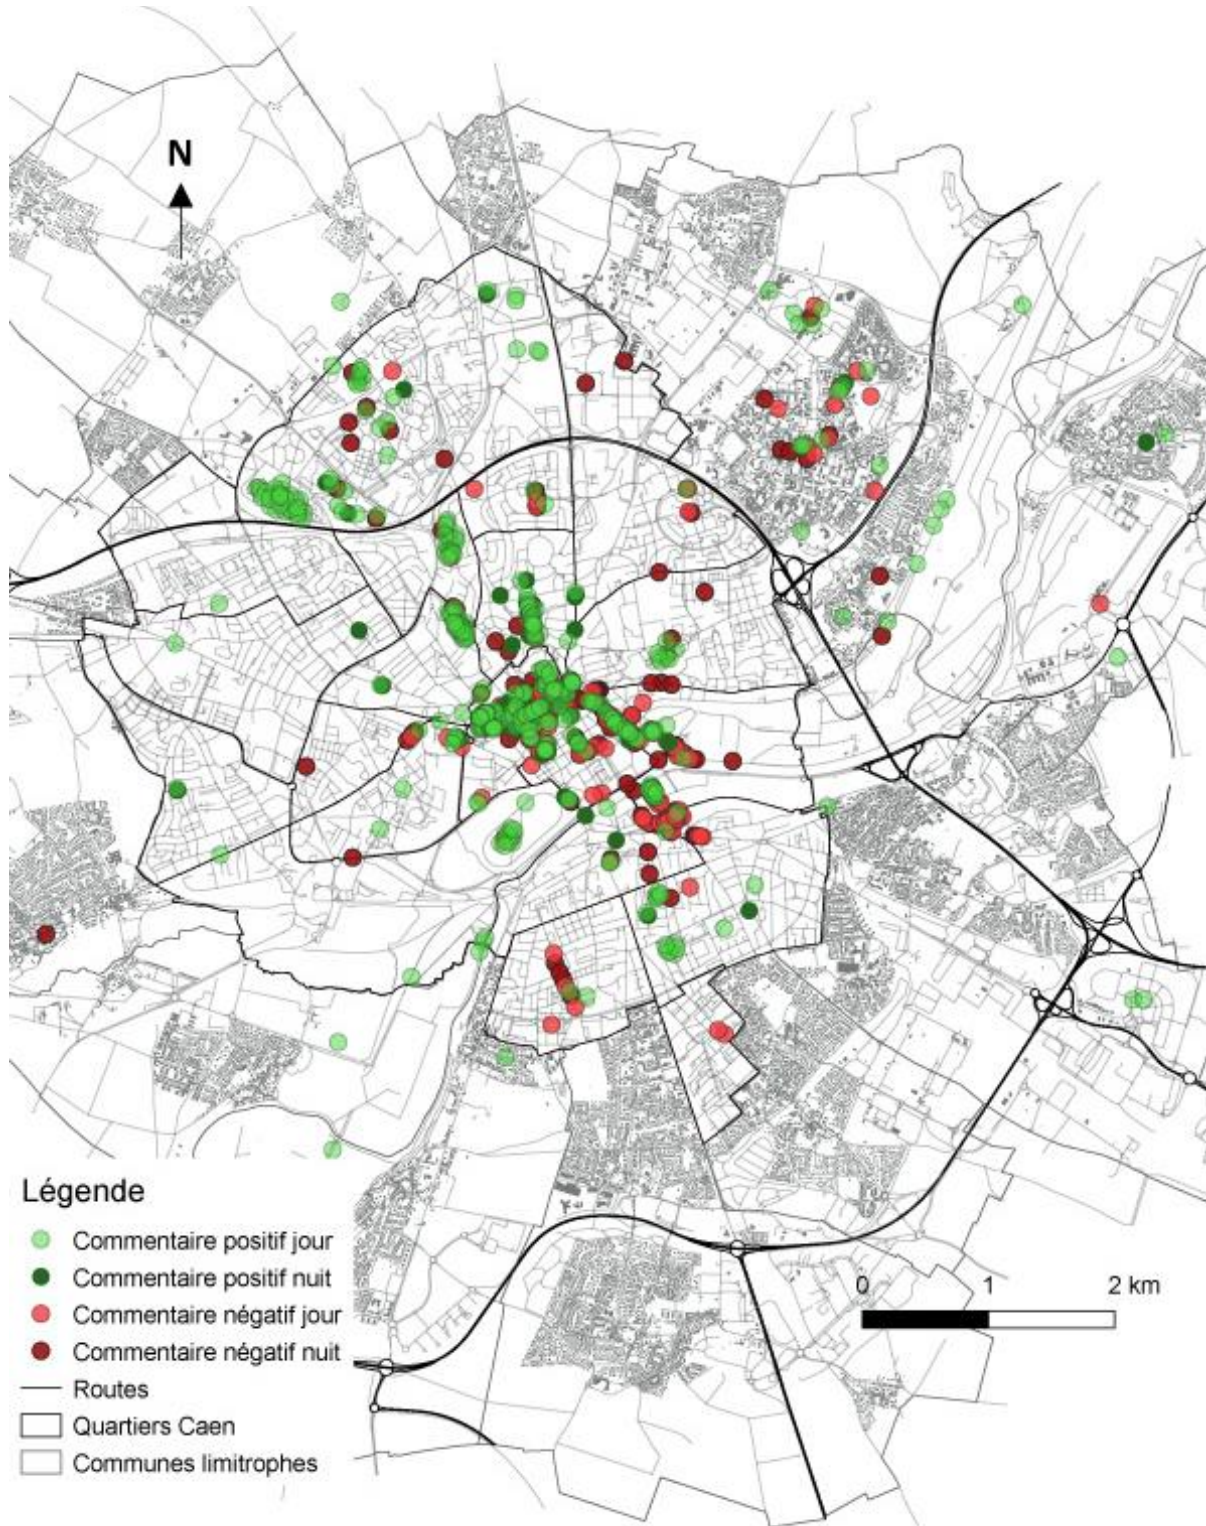 N
Légende
Commentaire positif jour
Commentaire positif nuit
Commentaire négatif jour
Commentaire négatif nuit
Routes
Quartiers Caen
Communes limitrophes
0 1 2 km